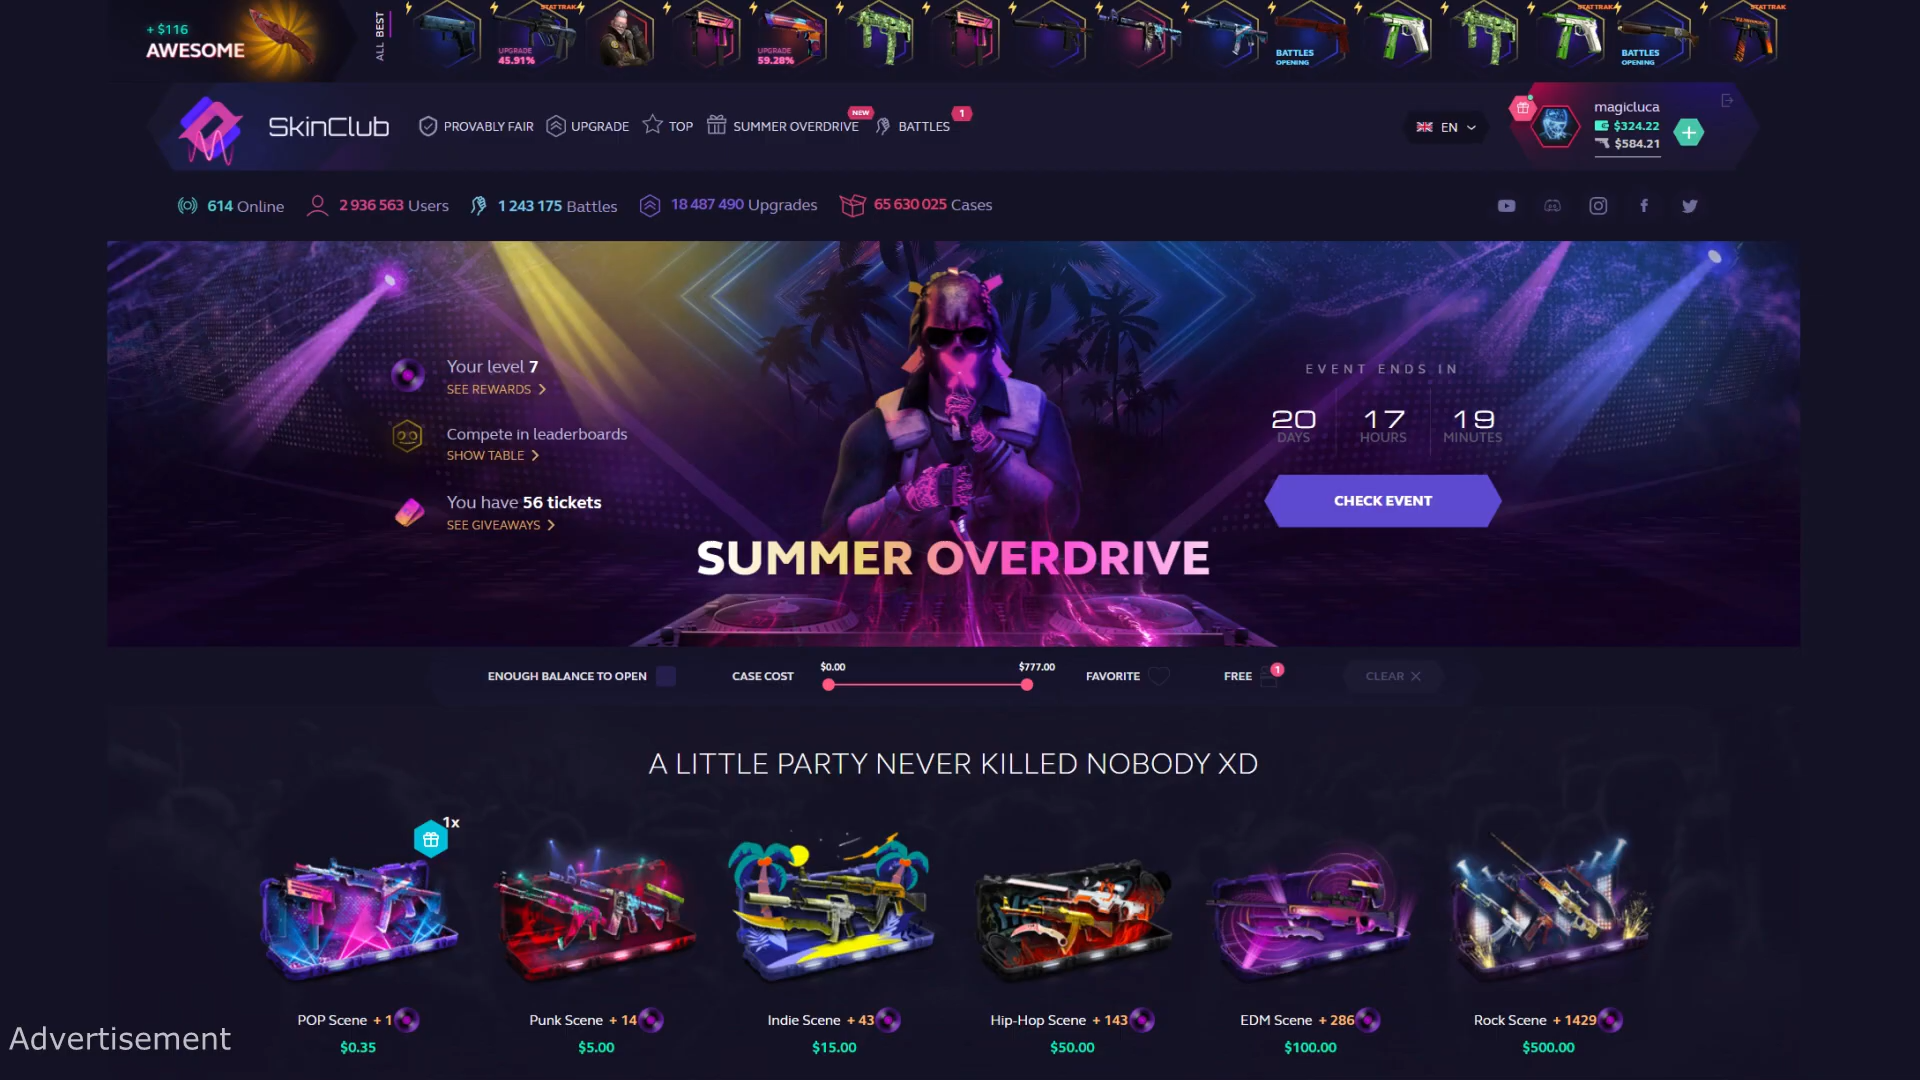 + $116
AWESOME
ALL BEST
UPGRADE
45.91%
STATTRAK
UPGRADE
59.28%
BATTLES
OPENING
STATTRAK
BATTLES
OPENING
STATTRAK
SkinClub
PROVABLY FAIR
UPGRADE
TOP
SUMMER OVERDRIVE
NEW
BATTLES
1
EN
magicluca
$324.22
$584.21
614 Online
2 936 563 Users
1 243 175 Battles
18 487 490 Upgrades
65 630 025 Cases
Your level 7
SEE REWARDS
Compete in leaderboards
SHOW TABLE
You have 56 tickets
SEE GIVEAWAYS
EVENT ENDS IN
20 17 19
DAYS HOURS MINUTES
CHECK EVENT
SUMMER OVERDRIVE
ENOUGH BALANCE TO OPEN
CASE COST
$0.00
$777.00
FAVORITE
FREE
1
CLEAR
A LITTLE PARTY NEVER KILLED NOBODY XD
1x
POP Scene + 1
$0.35
Punk Scene + 14
$5.00
Indie Scene + 43
$15.00
Hip-Hop Scene + 143
$50.00
EDM Scene + 286
$100.00
Rock Scene + 1429
$500.00
Advertisement